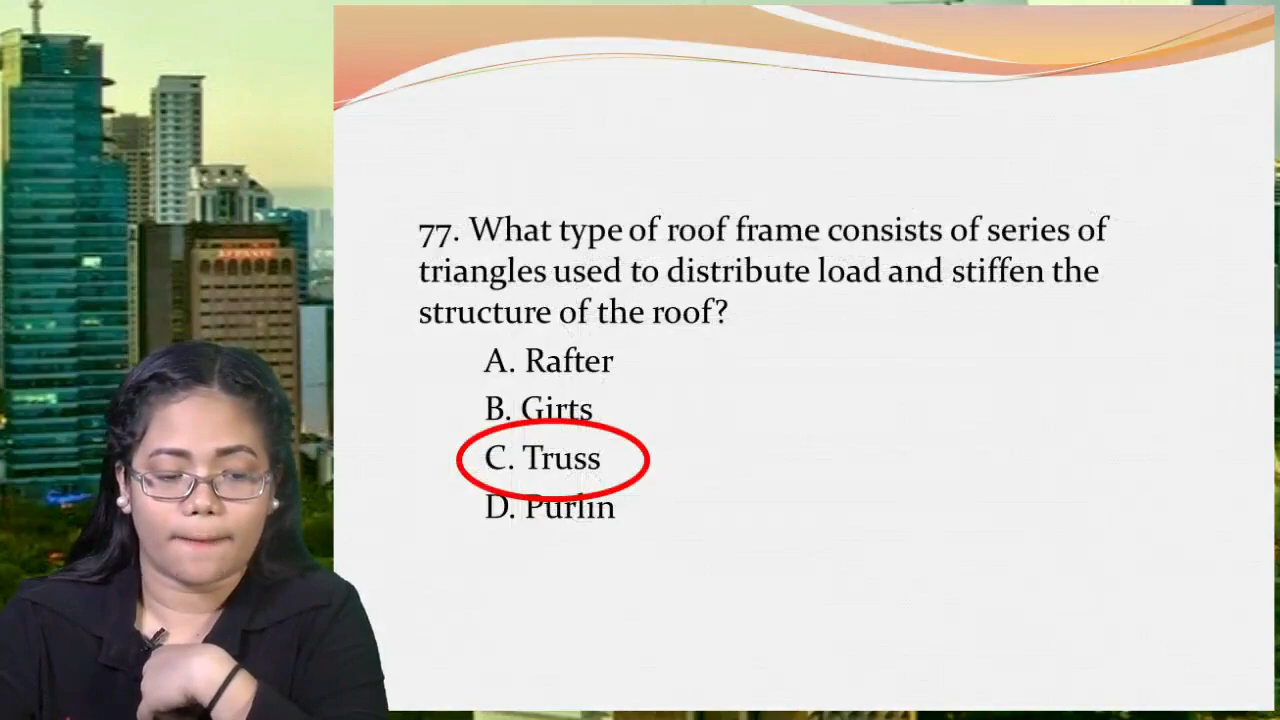 77. What type of roof frame consists of series of
triangles used to distribute load and stiffen the
structure of the roof?
A. Rafter
B. Girts
C. Truss
D. Purlin